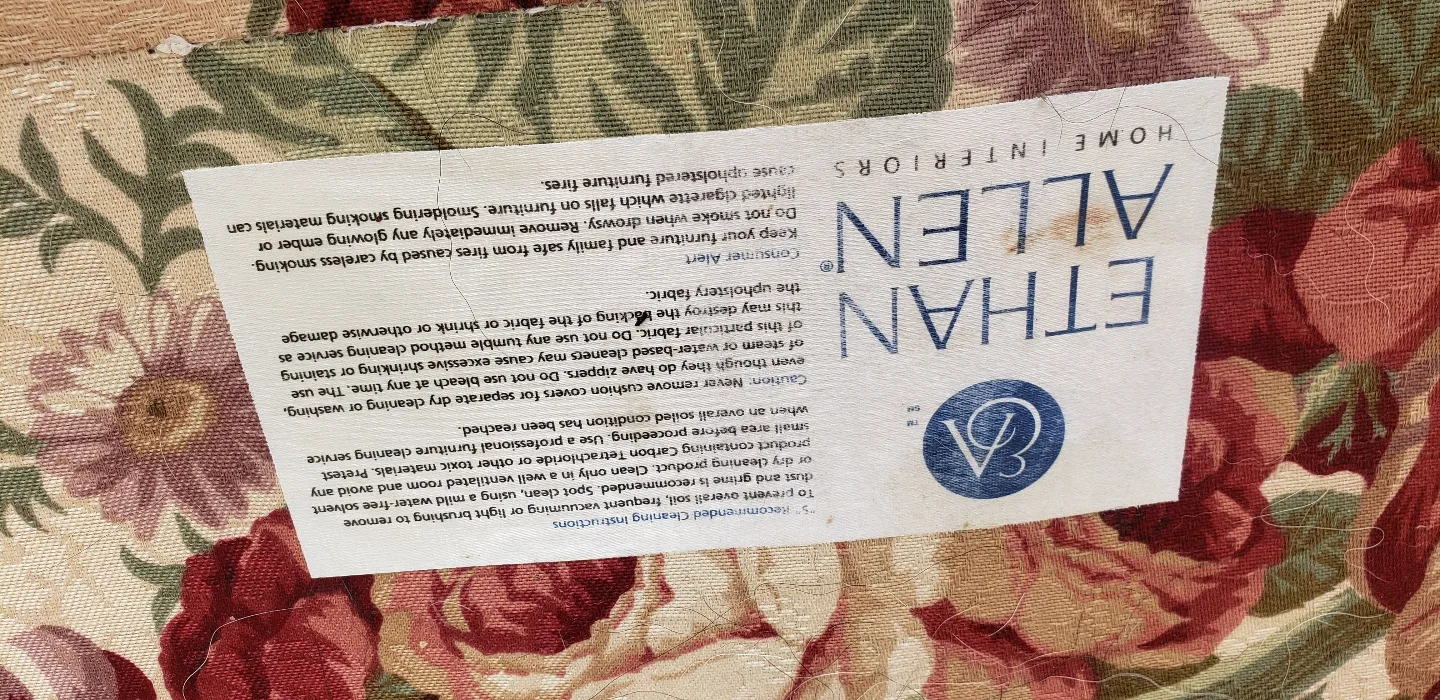 ETHAN
ALLEN®
HOME INTERIORS
TM
SM
"S" Recommended Cleaning Instructions
To prevent overall soil, frequent vacuuming or light brushing to remove
dust and grime is recommended. Spot clean, using a mild water-free solvent
or dry cleaning product. Clean only in a well ventilated room and avoid any
product containing Carbon Tetrachloride or other toxic materials. Pretest
small area before proceeding. Use a professional furniture cleaning service
when an overall soiled condition has been reached.
Caution: Never remove cushion covers for separate dry cleaning or washing,
even though they do have zippers. Do not use bleach at any time. The use
of steam or water-based cleaners may cause excessive shrinking or staining
of this particular fabric. Do not use any tumble method cleaning service as
this may destroy the backing of the fabric or shrink or otherwise damage
the upholstery fabric.
Consumer Alert
Keep your furniture and family safe from fires caused by careless smoking.
Do not smoke when drowsy. Remove immediately any glowing ember or
lighted cigarette which falls on furniture. Smoldering smoking materials can
cause upholstered furniture fires.